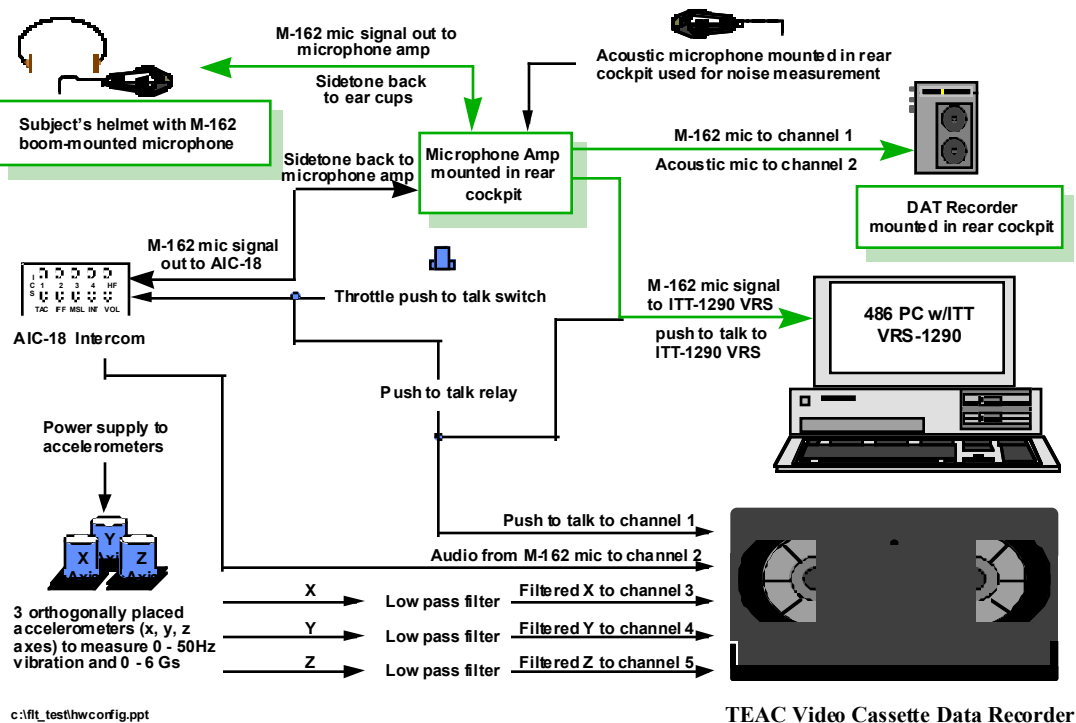 M-162 mic signal out to
microphone amp
Sidetone back
to ear cups
Acoustic microphone mounted in rear
cockpit used for noise measurement
Subject's helmet with M-162
boom-mounted microphone
Sidetone back to
microphone amp
Microphone Amp
mounted in rear
cockpit
M-162 mic to channel 1
Acoustic mic to channel 2
DAT Recorder
mounted in rear cockpit
M-162 mic signal
out to AIC-18
I
C
S
1 2 3 4 HF
TAC IFF MSL INT VOL
AIC-18 Intercom
Throttle push to talk switch
M-162 mic signal
to ITT-1290 VRS
push to talk to
ITT-1290 VRS
486 PC w/ITT
VRS-1290
Push to talk relay
Power supply to
accelerometers
X
Axis
Y
Axis
Z
Axis
Push to talk to channel 1
Audio from M-162 mic to channel 2
X
Low pass filter
Filtered X to channel 3
Y
Low pass filter
Filtered Y to channel 4
Z
Low pass filter
Filtered Z to channel 5
3 orthogonally placed
accelerometers (x, y, z
axes) to measure 0 - 50Hz
vibration and 0 - 6 Gs
c:\flt_test\hwconfig.ppt
TEAC Video Cassette Data Recorder